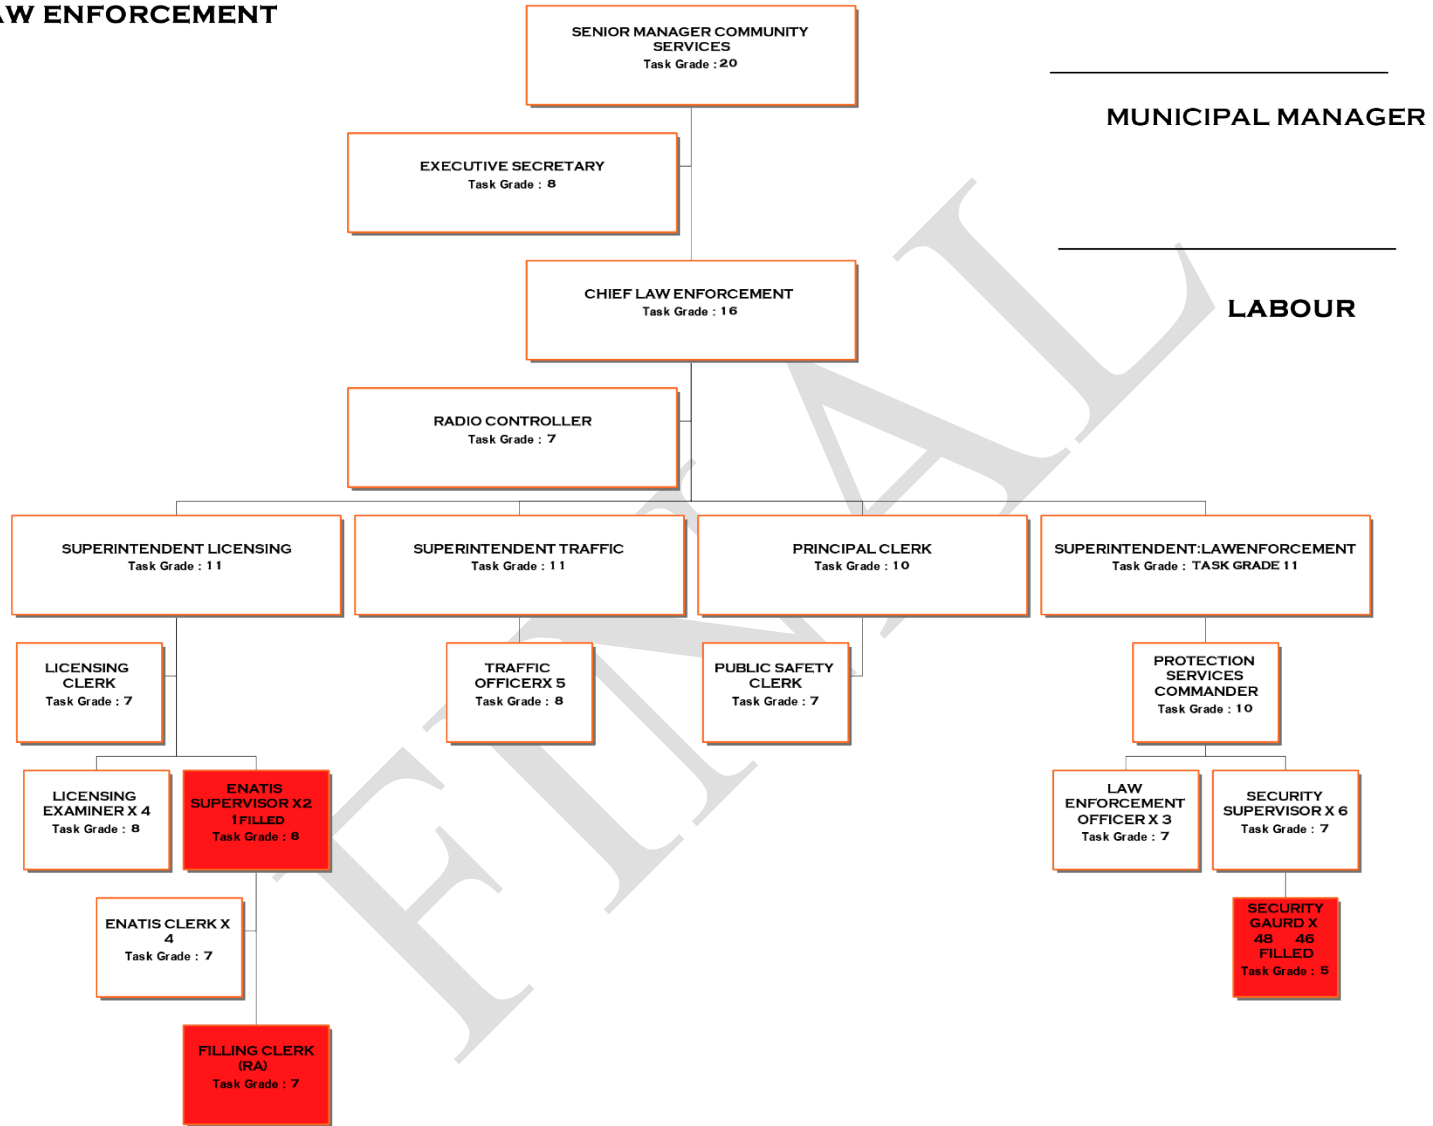 AW ENFORCEMENT
SENIOR MANAGER COMMUNITY
SERVICES
Task Grade : 20
MUNICIPAL MANAGER
EXECUTIVE SECRETARY
Task Grade : 8
CHIEF LAW ENFORCEMENT
Task Grade : 16
LABOUR
RADIO CONTROLLER
Task Grade : 7
SUPERINTENDENT LICENSING
Task Grade : 11
SUPERINTENDENT TRAFFIC
Task Grade : 11
PRINCIPAL CLERK
Task Grade : 10
SUPERINTENDENT:LAWENFORCEMENT
Task Grade : TASK GRADE 11
LICENSING
CLERK
Task Grade : 7
TRAFFIC
OFFICERX 5
Task Grade : 8
PUBLIC SAFETY
CLERK
Task Grade : 7
PROTECTION
SERVICES
COMMANDER
Task Grade : 10
LICENSING
EXAMINER X 4
Task Grade : 8
ENATIS
SUPERVISOR X2
1FILLED
Task Grade : 8
LAW
ENFORCEMENT
OFFICER X 3
Task Grade : 7
SECURITY
SUPERVISOR X 6
Task Grade : 7
ENATIS CLERK X
4
Task Grade : 7
SECURITY
GAURD X
48 46
FILLED
Task Grade : 5
FILLING CLERK
(RA)
Task Grade : 7
FINAL